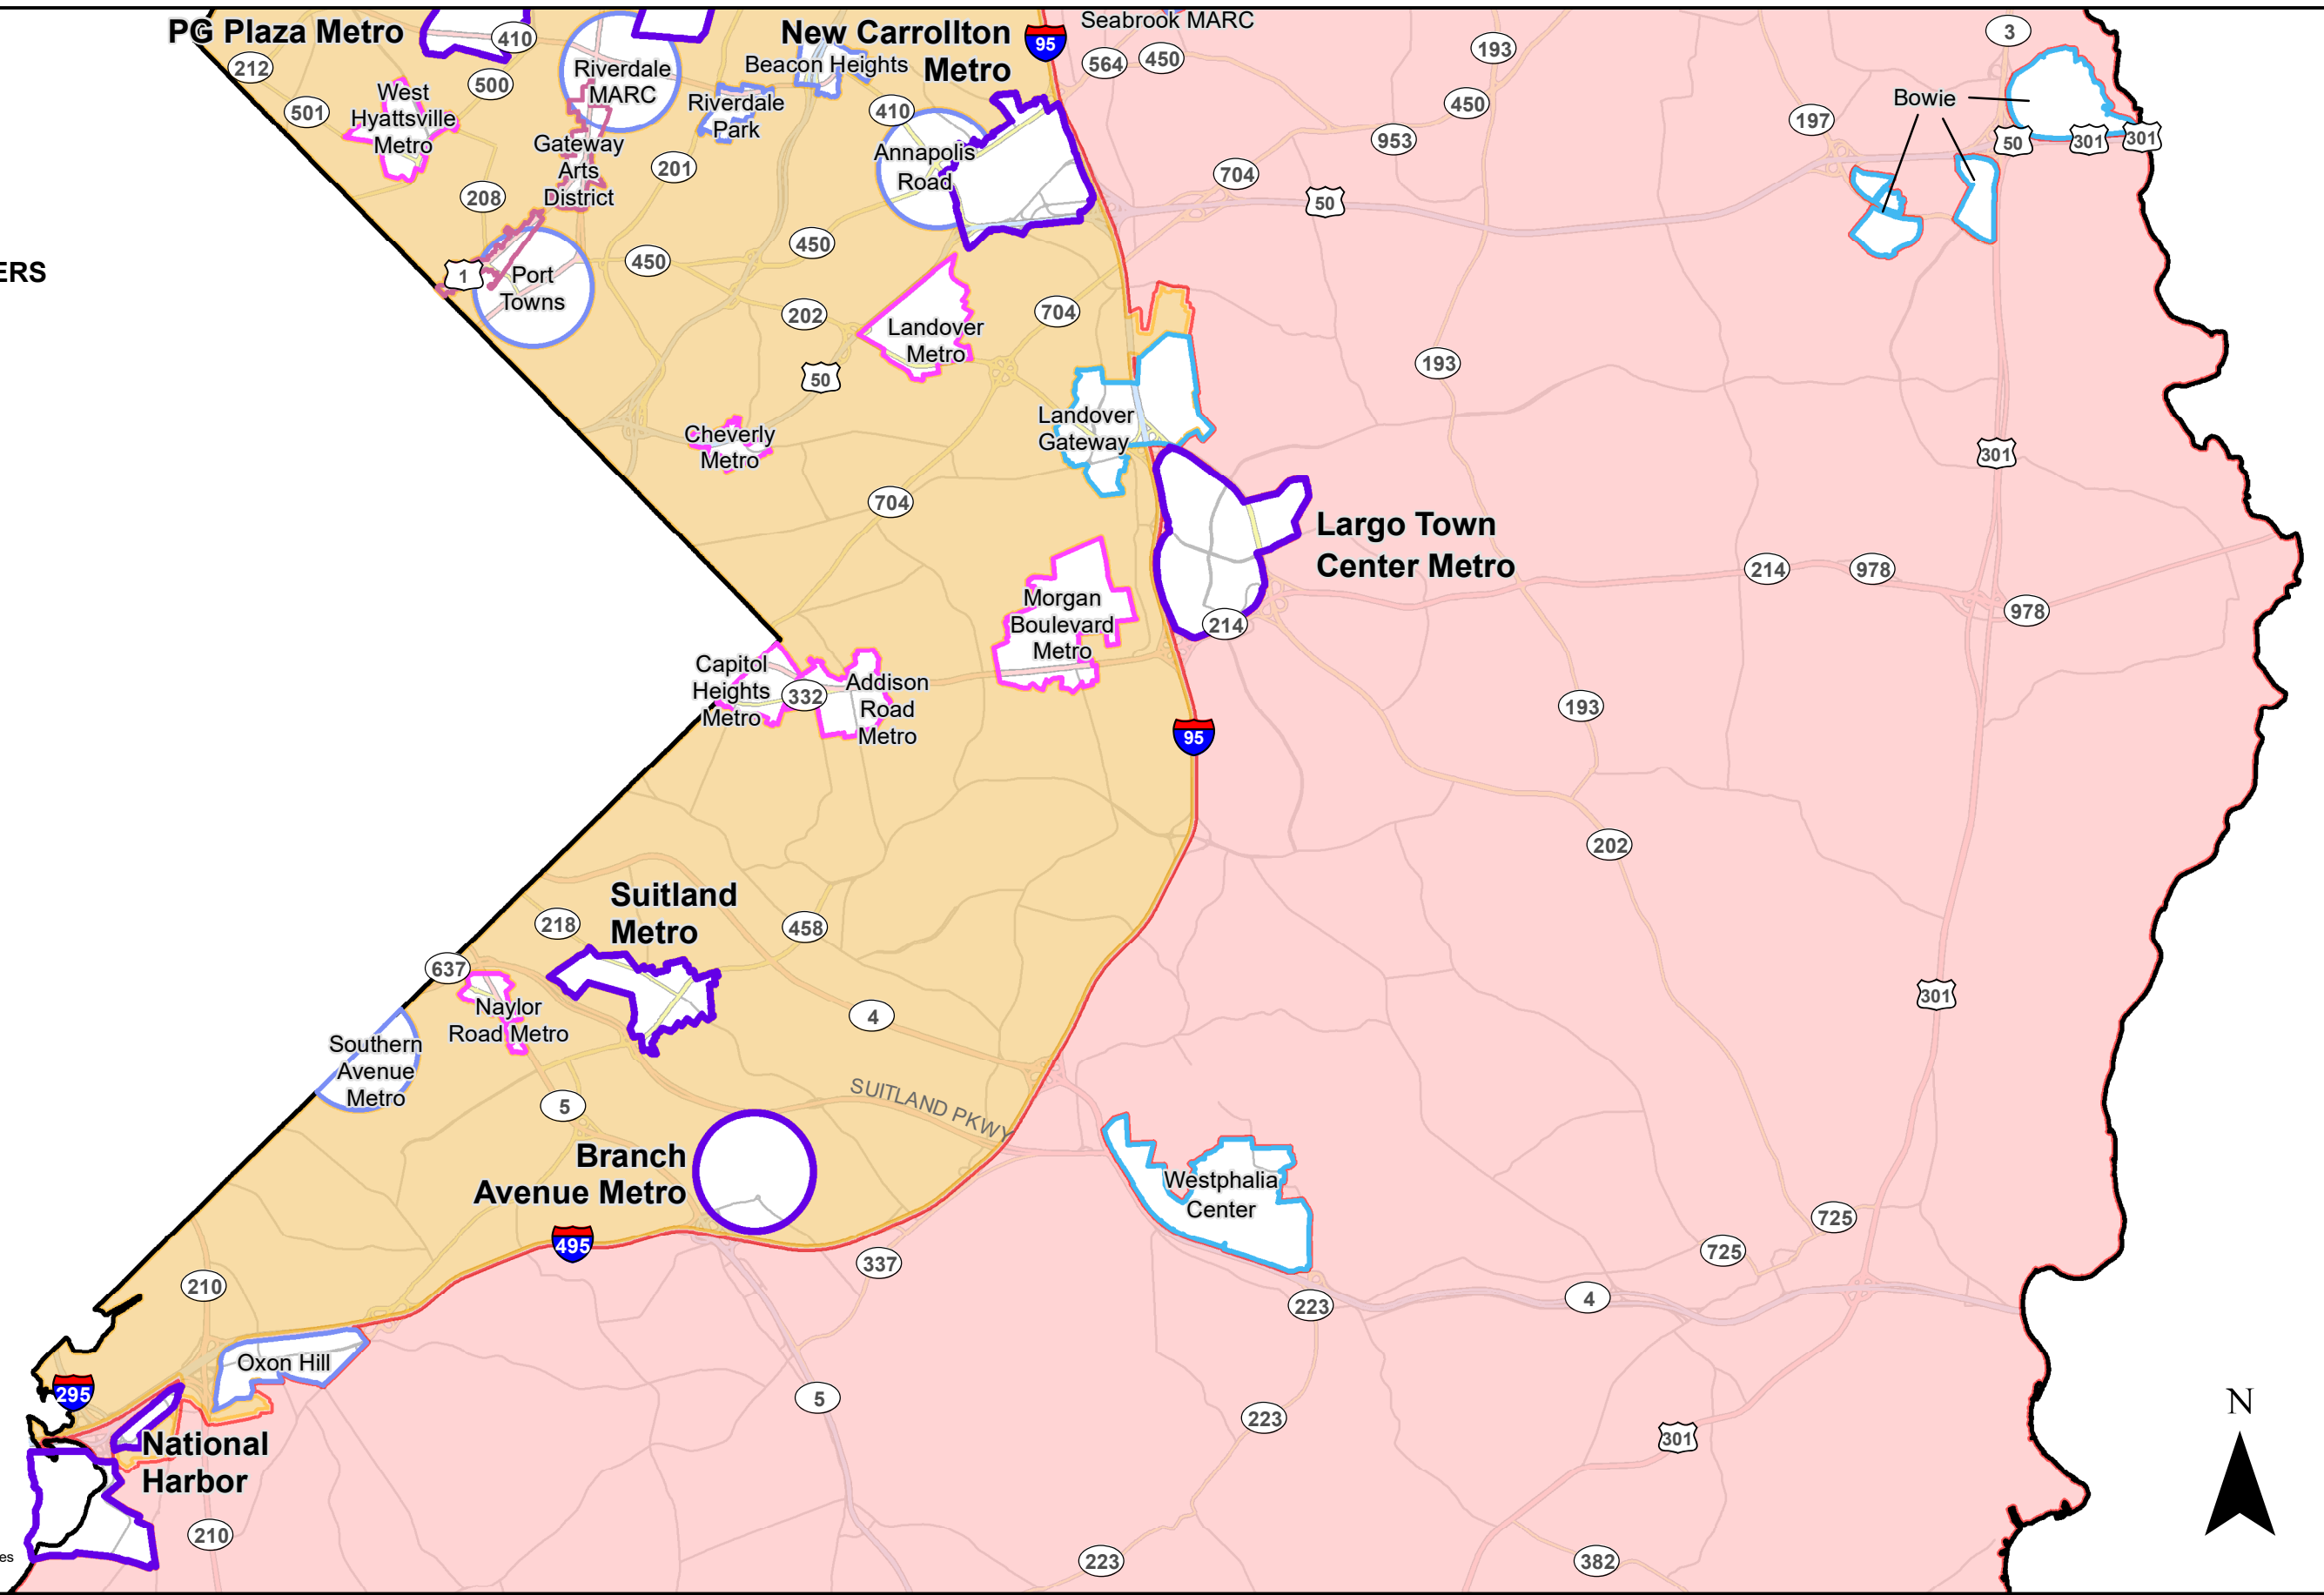 PG Plaza Metro
410
New Carrollton
Metro
95
Seabrook MARC
3
212
500
501
West
Hyattsville
Metro
Riverdale
MARC
Beacon Heights
Riverdale
Park
410
564
450
193
450
953
197
Bowie
50
301
301
Gateway
Arts
District
201
208
Annapolis
Road
704
50
ERS
1
Port
Towns
450
450
202
704
Landover
Metro
50
193
Landover
Gateway
Cheverly
Metro
301
704
Largo Town
Center Metro
214
978
978
Morgan
Boulevard
Metro
214
Capitol
Heights
Metro
332
Addison
Road
Metro
193
95
202
Suitland
Metro
218
458
637
Naylor
Road Metro
4
301
Southern
Avenue
Metro
5
SUITLAND PKWY
Branch
Avenue Metro
Westphalia
Center
495
337
725
725
210
223
4
Oxon Hill
295
5
223
301
N
National
Harbor
210
es
223
382